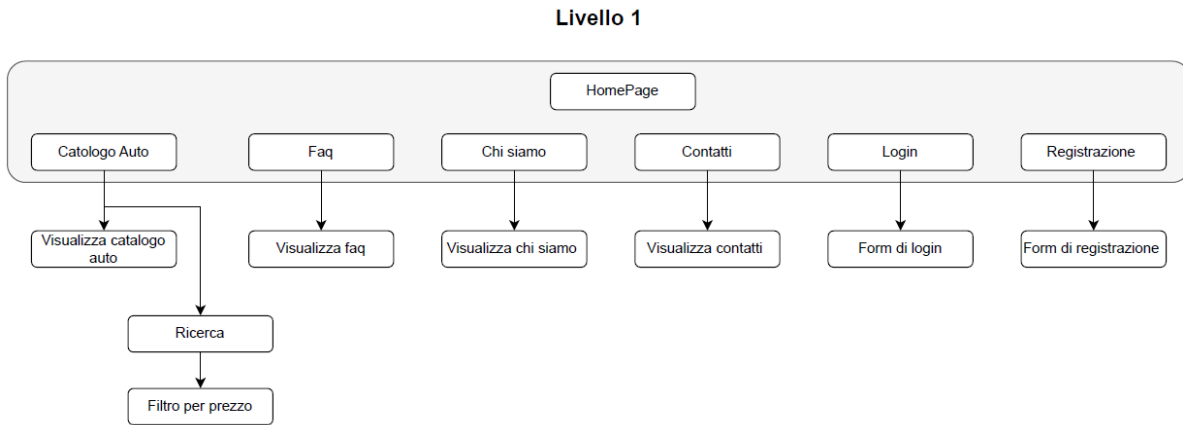 Livello 1
HomePage
Catologo Auto
Faq
Chi siamo
Contatti
Login
Registrazione
Visualizza catalogo
auto
Visualizza faq
Visualizza chi siamo
Visualizza contatti
Form di login
Form di registrazione
Ricerca
Filtro per prezzo